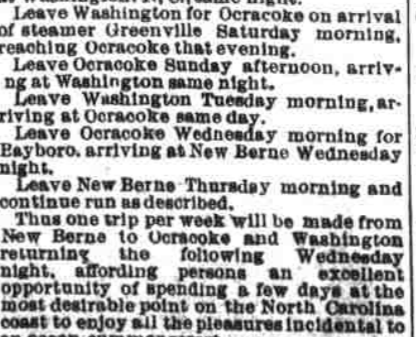 Leave Washington for Ocracoke on arrival
of steamer Greenville Saturday morning,
reaching Ocracoke that evening.
Leave Ocracoke Sunday afternoon, arriv-
ng at Washington same night.
Leave Washington Tuesday morning, ar-
riving at Ocracoke same day.
Leave Ocracoke Wednesday morning for
Bayboro, arriving at New Berne Wednesday
night.
Leave New Berne Thursday morning and
continue run as described.
Thus one trip per week will be made from
New Berne to Ocracoke and Washington
returning the following Wednesday
night, affording persons an excellent
opportunity of spending a few days at the
most desirable point on the North Carolina
coast to enjoy all the pleasures incidental to